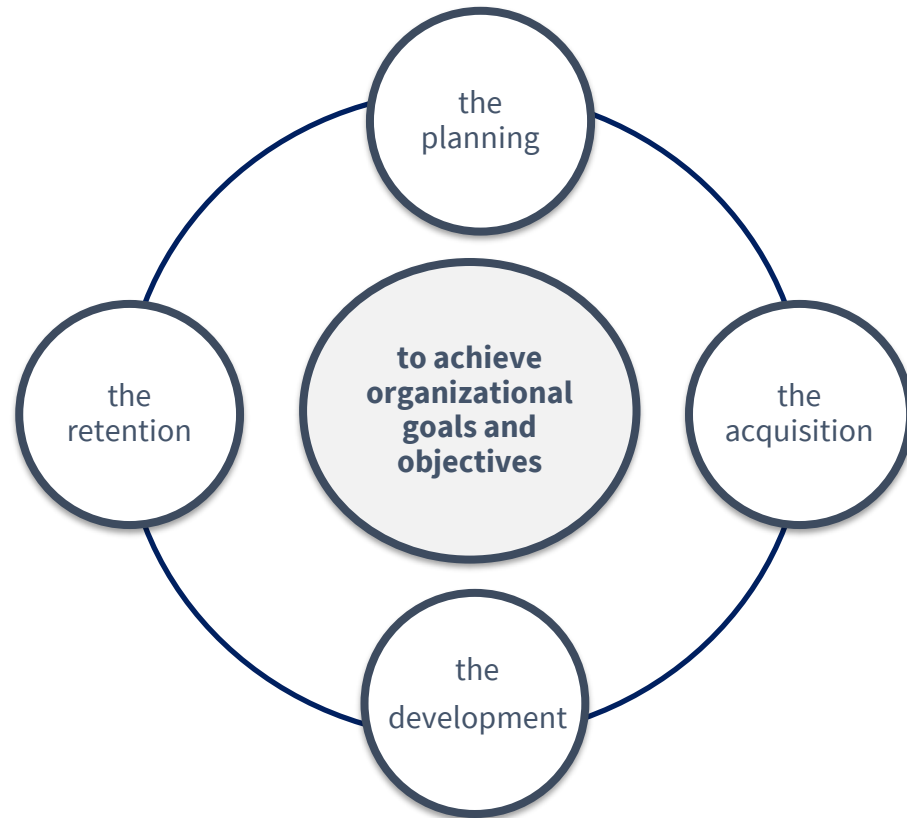 the
planning
to achieve
organizational
goals and
objectives
the
retention
the
acquisition
the
development